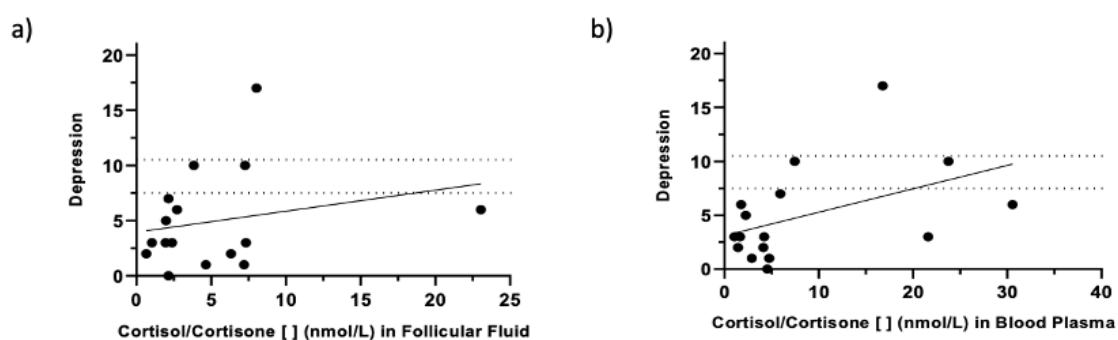 a)
20
15
10
5
0
Depression
0 5 10 15 20 25
Cortisol/Cortisone [ ] (nmol/L) in Follicular Fluid
b)
20
15
10
5
0
Depression
0 10 20 30 40
Cortisol/Cortisone [ ] (nmol/L) in Blood Plasma